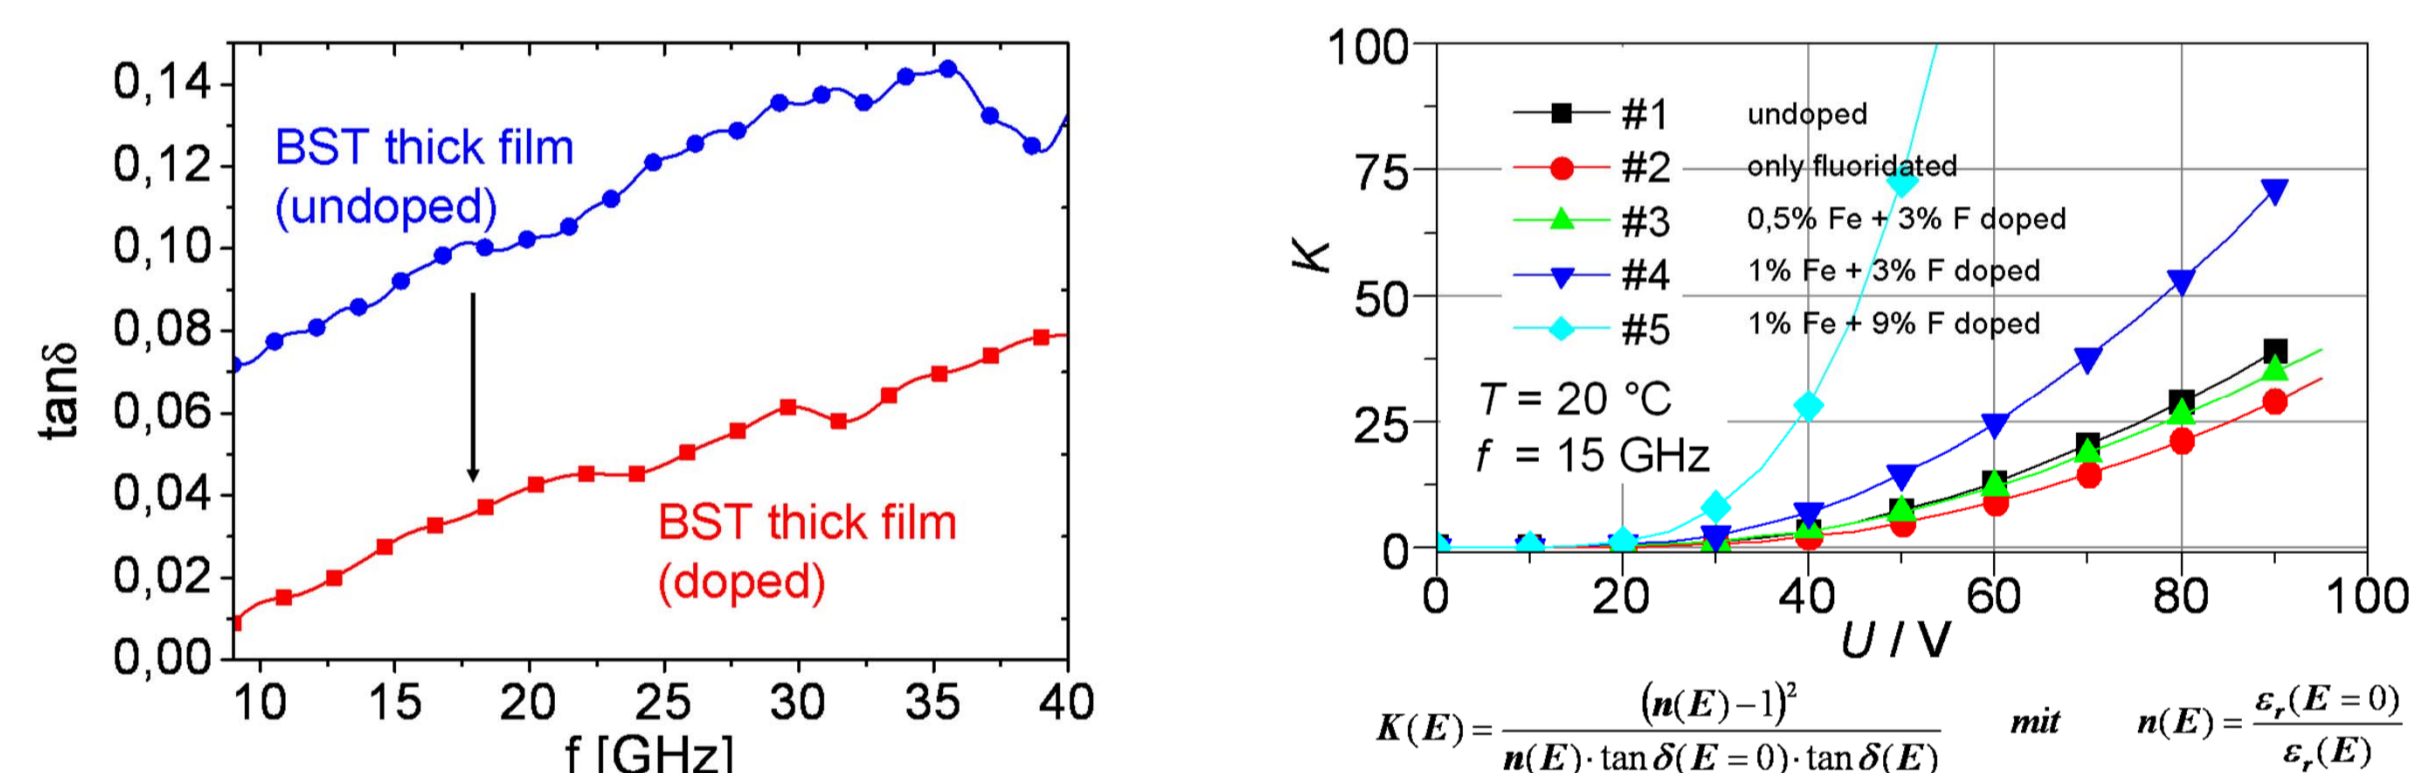 0,14
0,12
0,10
0,08
0,06
0,04
0,02
0,00
tanδ
BST thick film
(undoped)
BST thick film
(doped)
10 15 20 25 30 35 40
f [GHz]
100
75
50
25
0
K
#1 undoped
#2 only fluoridated
#3 0,5% Fe + 3% F doped
#4 1% Fe + 3% F doped
#5 1% Fe + 9% F doped
T = 20 °C
f = 15 GHz
0 20 40 60 80 100
U / V
K(E) = (n(E)−1)² / n(E)·tan δ(E = 0)·tan δ(E) mit n(E) = εr(E = 0) / εr(E)